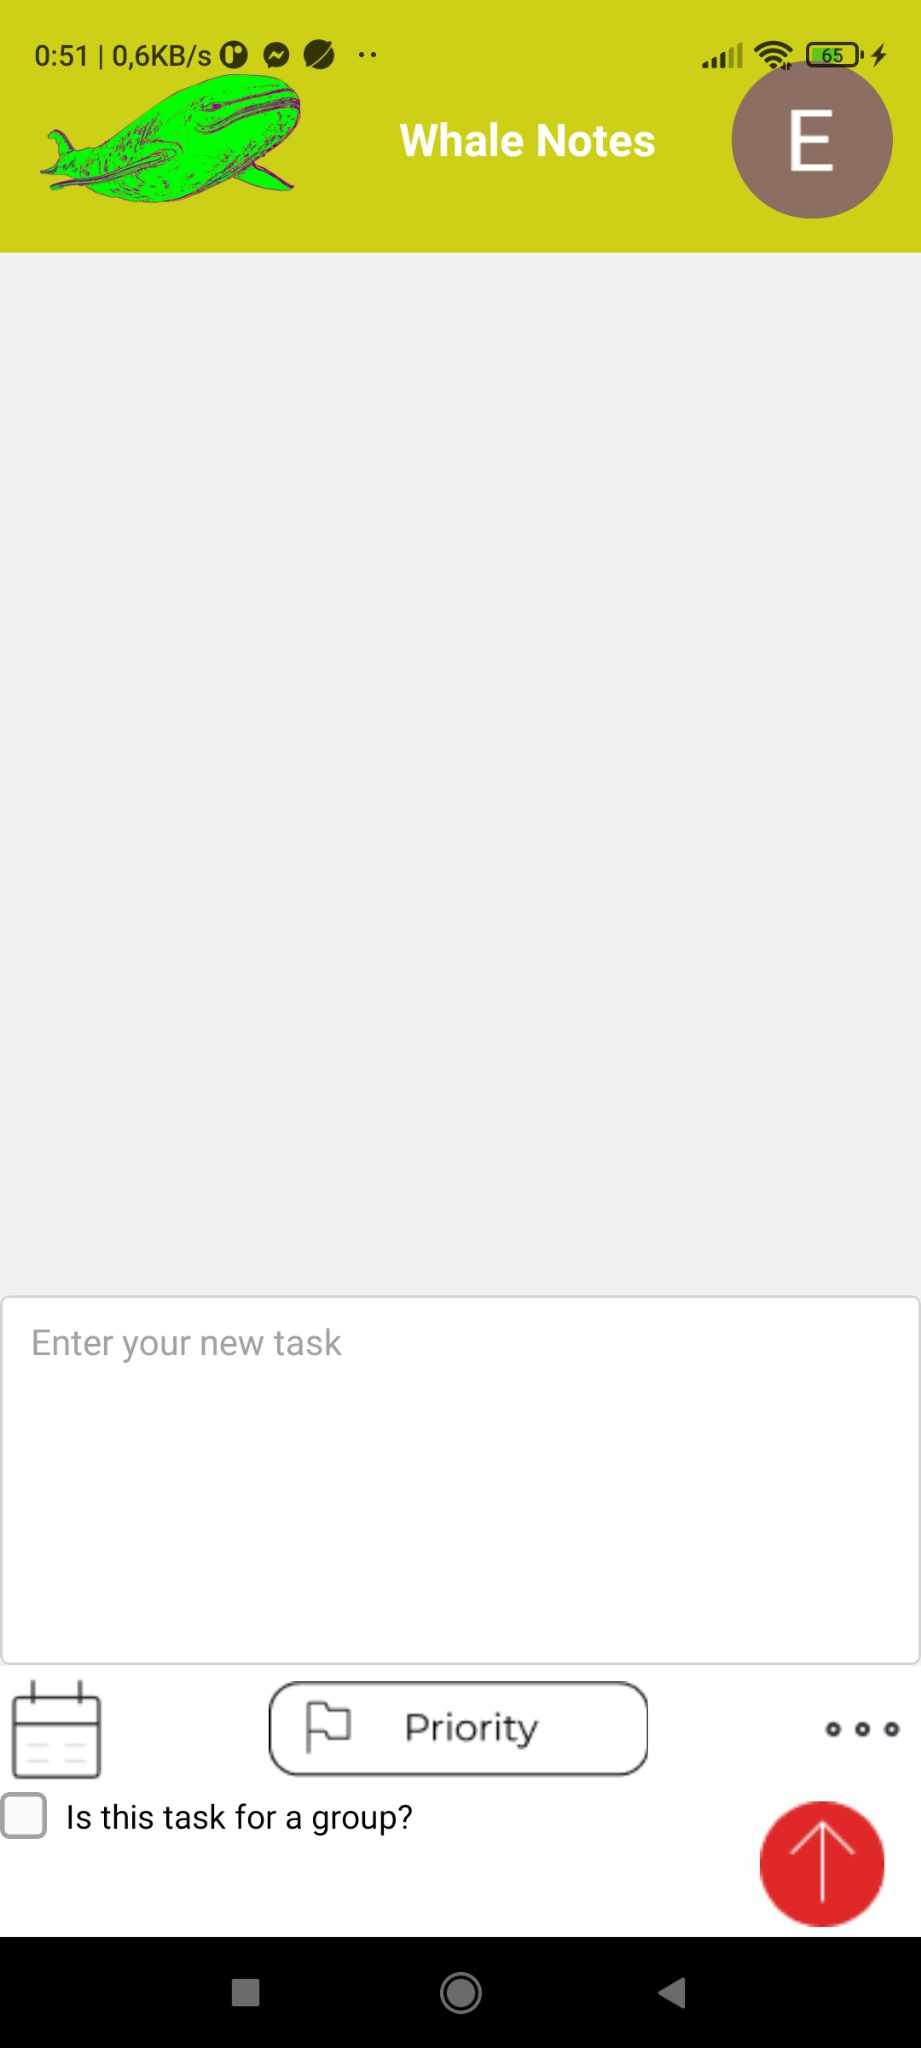 0:51 | 0,6KB/s
65
Whale Notes
E
Enter your new task
Priority
Is this task for a group?